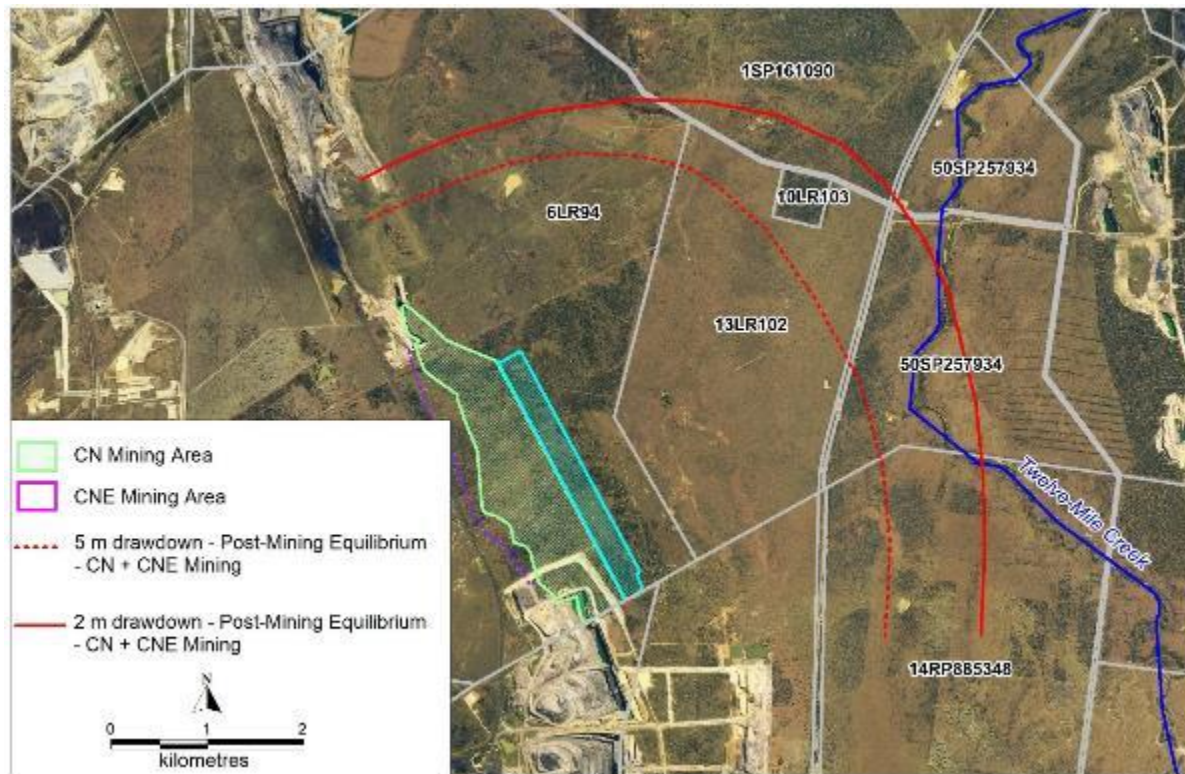 1SP161090
50SP257934
10LR103
6LR94
13LR102
50SP257934
CN Mining Area
CNE Mining Area
5 m drawdown - Post-Mining Equilibrium
- CN + CNE Mining
2 m drawdown - Post-Mining Equilibrium
- CN + CNE Mining
Twelve-Mile Creek
14RP885348
N
0 1 2
kilometres